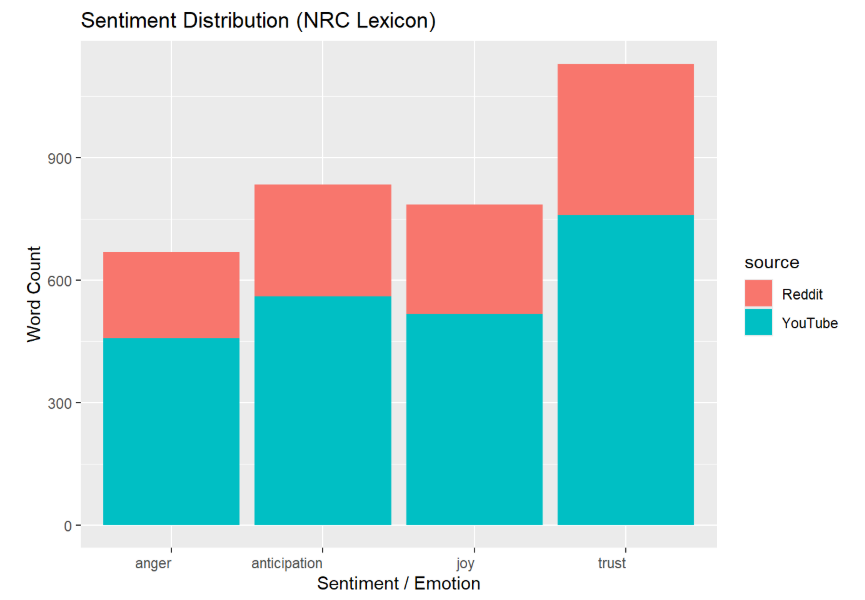 Sentiment Distribution (NRC Lexicon)
900
600
300
0
Word Count
anger
anticipation
joy
trust
Sentiment / Emotion
source
Reddit
YouTube